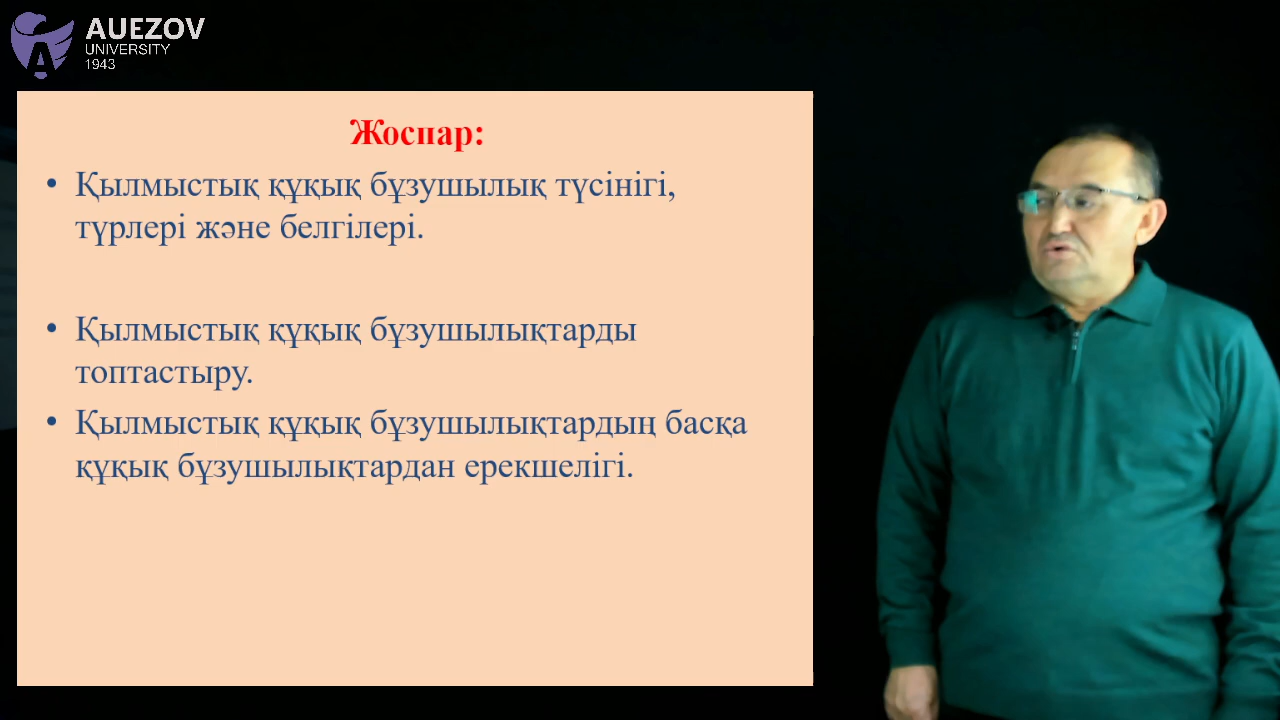 AUEZOV
UNIVERSITY
1943
Жоспар:
• Қылмыстық құқық бұзушылық түсінігі,
түрлері және белгілері.
• Қылмыстық құқық бұзушылықтарды
топтастыру.
• Қылмыстық құқық бұзушылықтардың басқа
құқық бұзушылықтардан ерекшелігі.